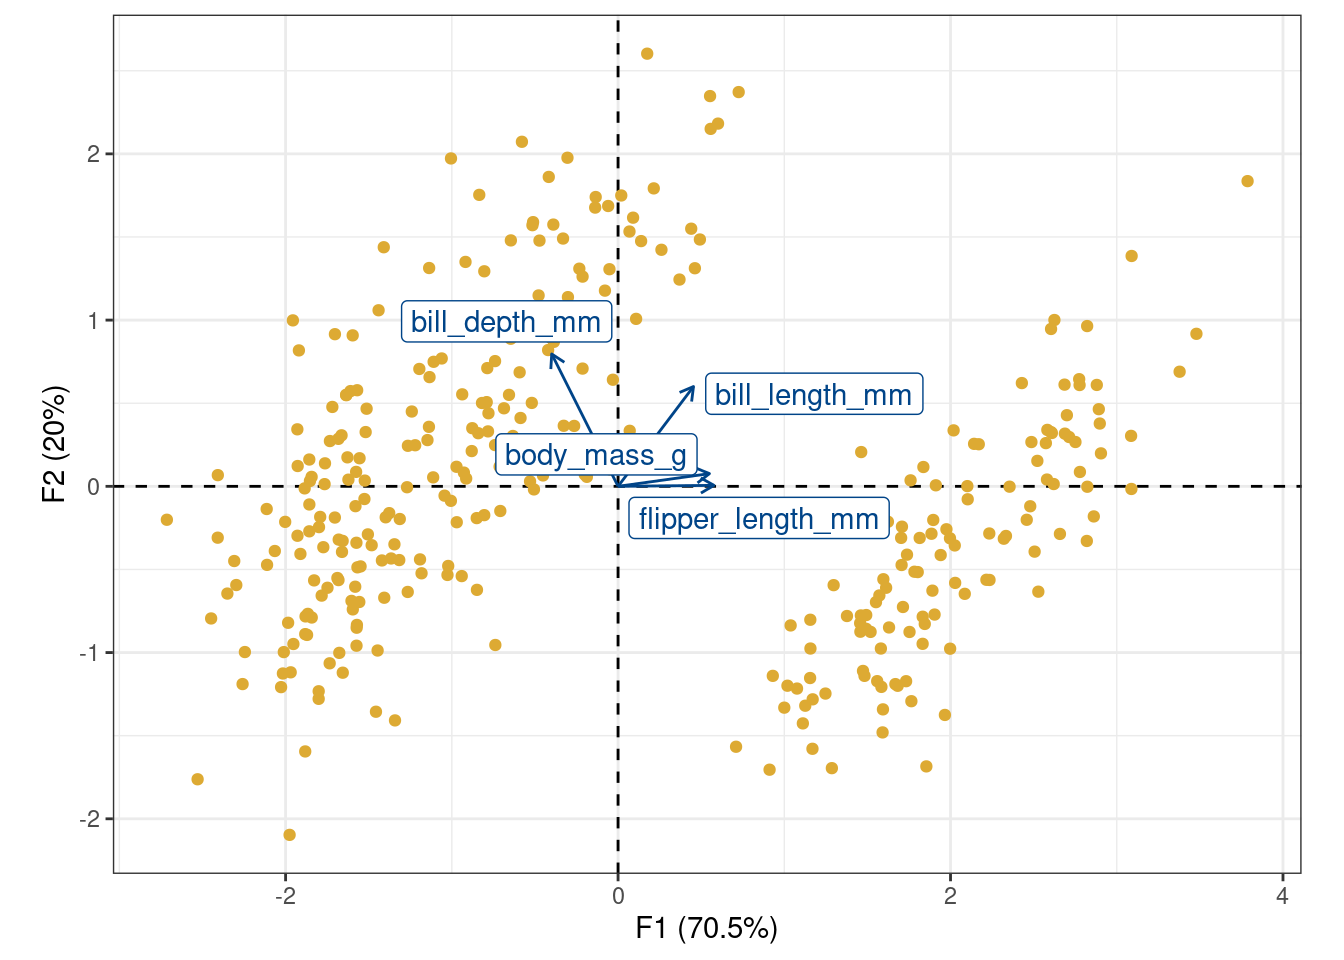 2
1
0
-1
-2
F2 (20%)
bill_depth_mm
bill_length_mm
body_mass_g
flipper_length_mm
-2
0
2
4
F1 (70.5%)